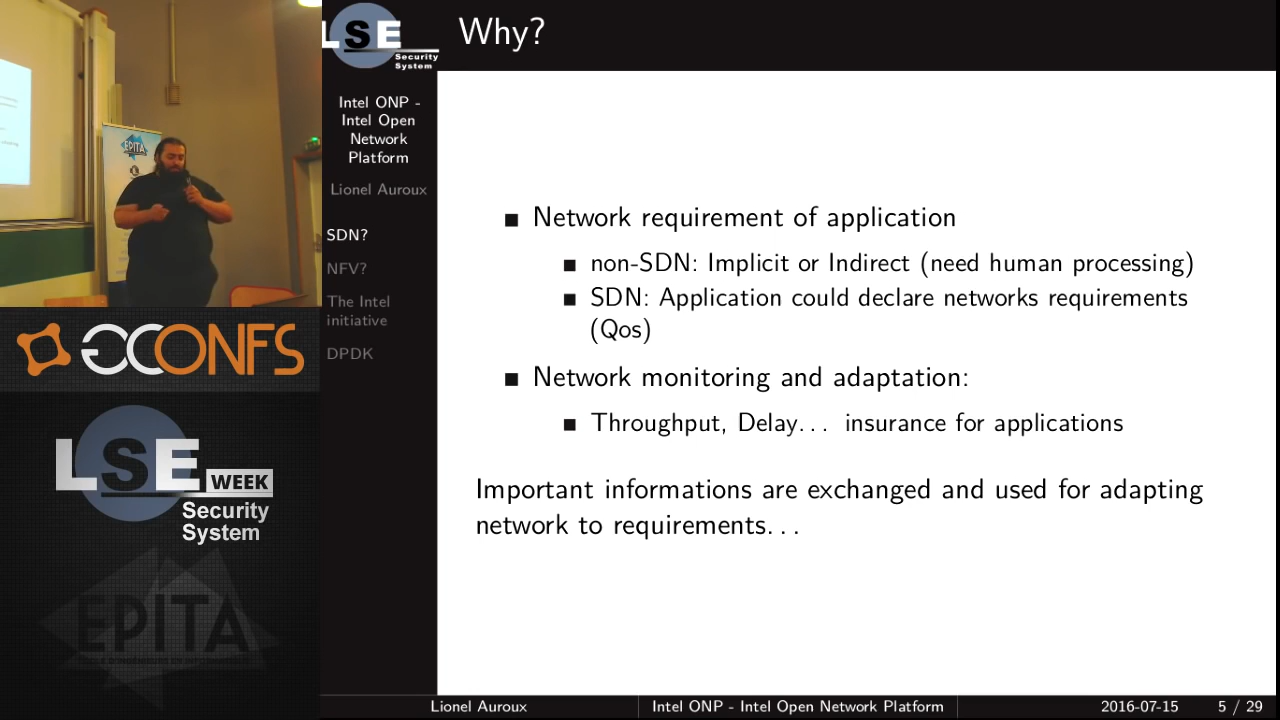 LSE
Security
System
Why?
Intel ONP -
Intel Open
Network
Platform
Lionel Auroux
SDN?
NFV?
The Intel
initiative
DPDK
■ Network requirement of application
■ non-SDN: Implicit or Indirect (need human processing)
■ SDN: Application could declare networks requirements
(Qos)
■ Network monitoring and adaptation:
■ Throughput, Delay... insurance for applications
Important informations are exchanged and used for adapting
network to requirements...
Lionel Auroux
Intel ONP - Intel Open Network Platform
2016-07-15
5 / 29
EPITA
GCONFS
LSE
WEEK
Security
System
EPITA